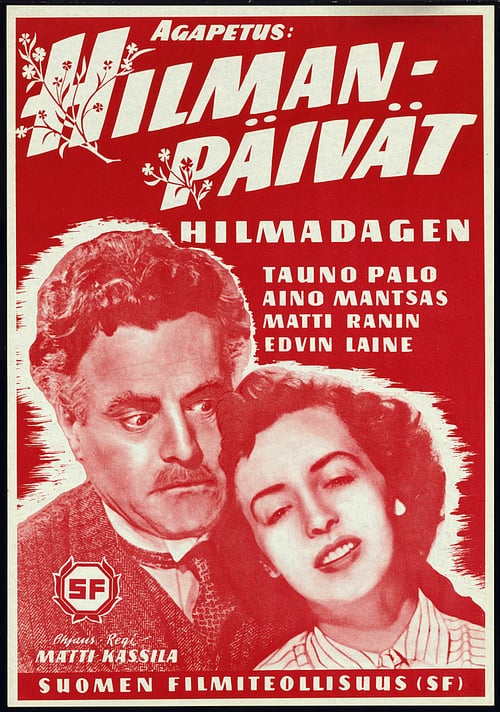 AGAPETUS:
HILMAN-
PÄIVÄT
HILMADAGEN
TAUNO PALO
AINO MANTSAS
MATTI RANIN
EDVIN LAINE
SF
Ohjaus - Regi
MATTI KASSILA
SUOMEN FILMITEOLLISUUS (SF)